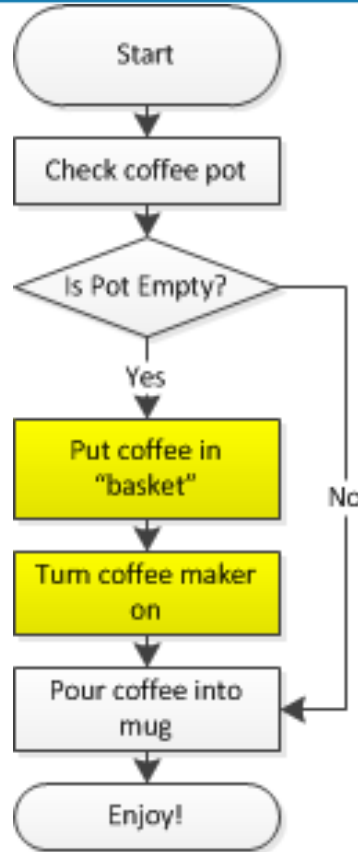 Start
Check coffee pot
Is Pot Empty?
Yes
Put coffee in
“basket”
No
Turn coffee maker
on
Pour coffee into
mug
Enjoy!